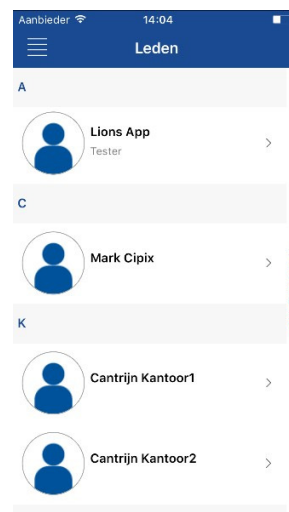 Aanbieder 14:04
Leden
A
Lions App
Tester
C
Mark Cipix
K
Cantrijn Kantoor1
Cantrijn Kantoor2